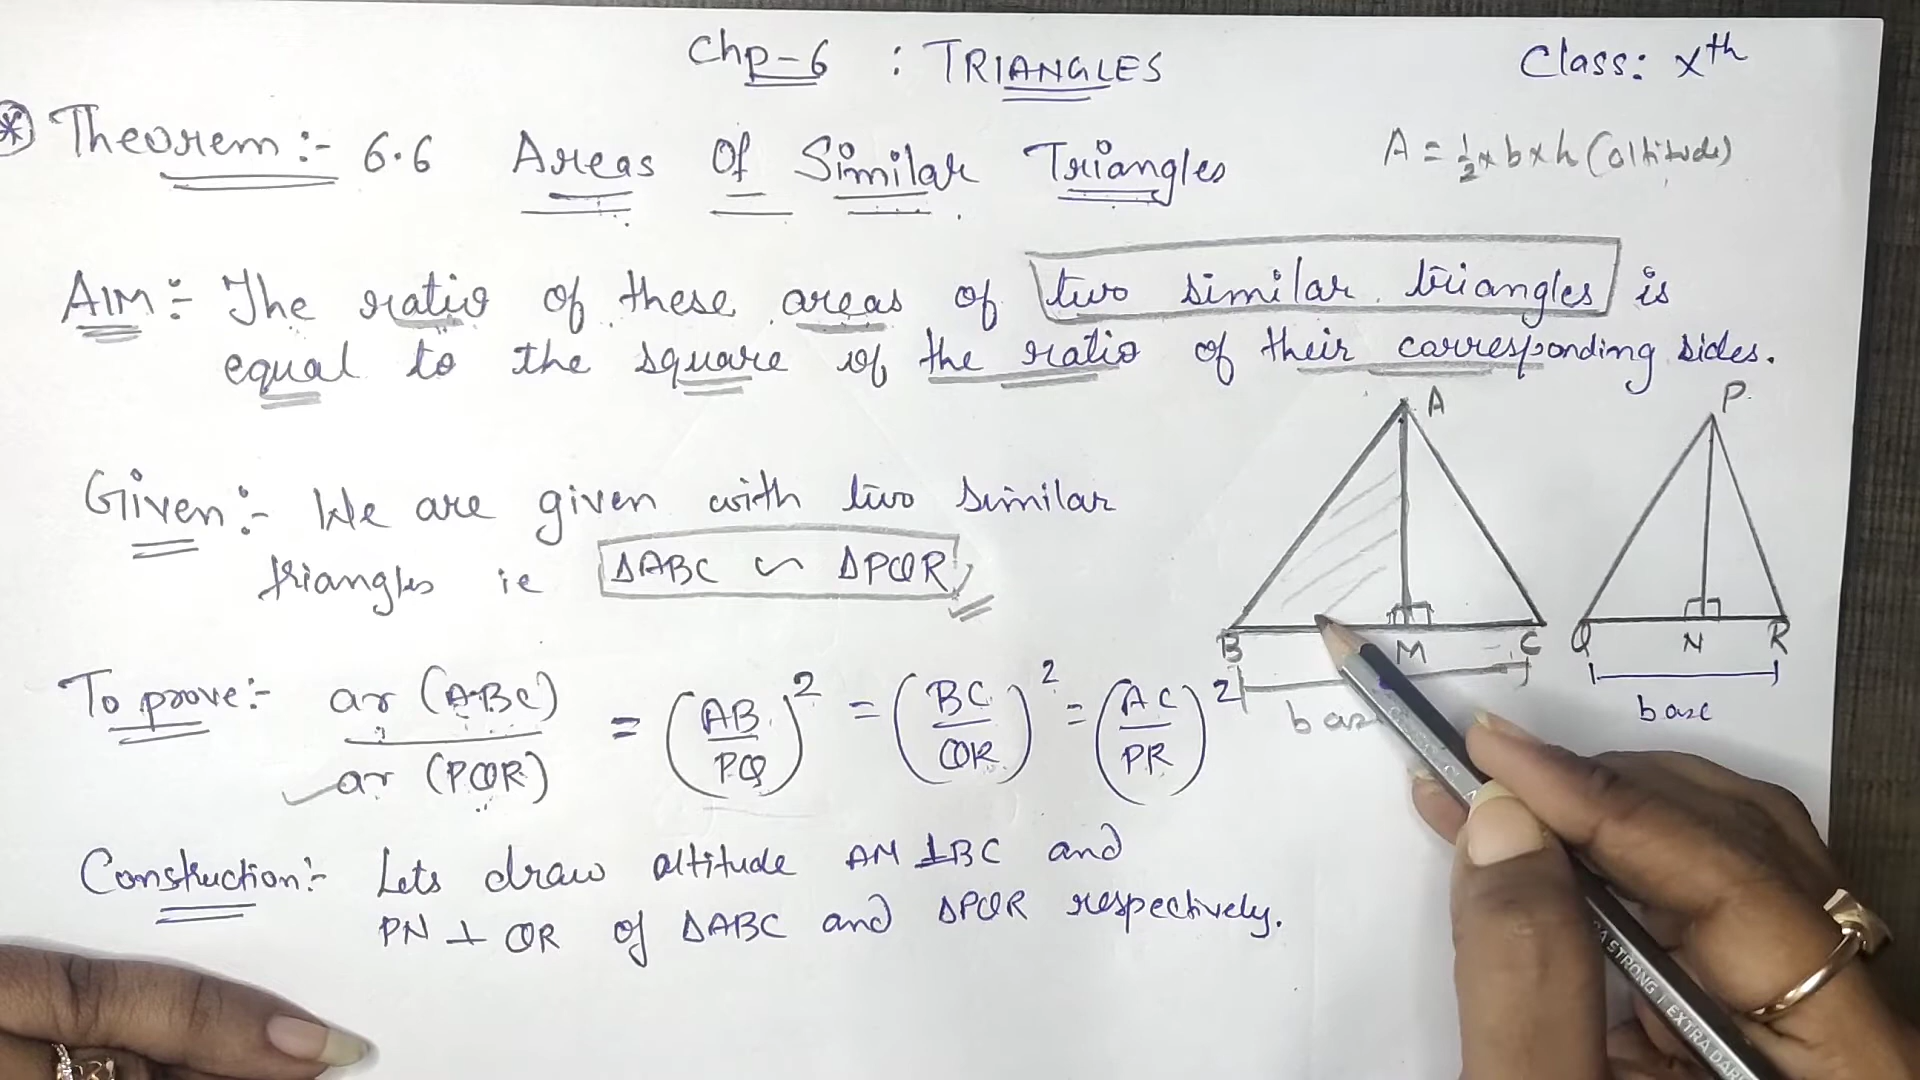 Chp-6 : TRIANGLES
Class: Xth
* Theorem:- 6.6 Areas Of Similar Triangles
A = 1/2 x b x h (altitude)
AIM:- The ratio of these areas of two similar triangles is
equal to the square of the ratio of their corresponding sides.
Given:- We are given with two similar
triangles ie ΔABC ∽ ΔPQR
A
B M C
base
P
Q N R
base
To prove:- ar (ABC) / ar (PQR) = (AB/PQ)² = (BC/QR)² = (AC/PR)²
Construction:- Lets draw altitude AM ⊥ BC and
PN ⊥ QR of ΔABC and ΔPQR respectively.